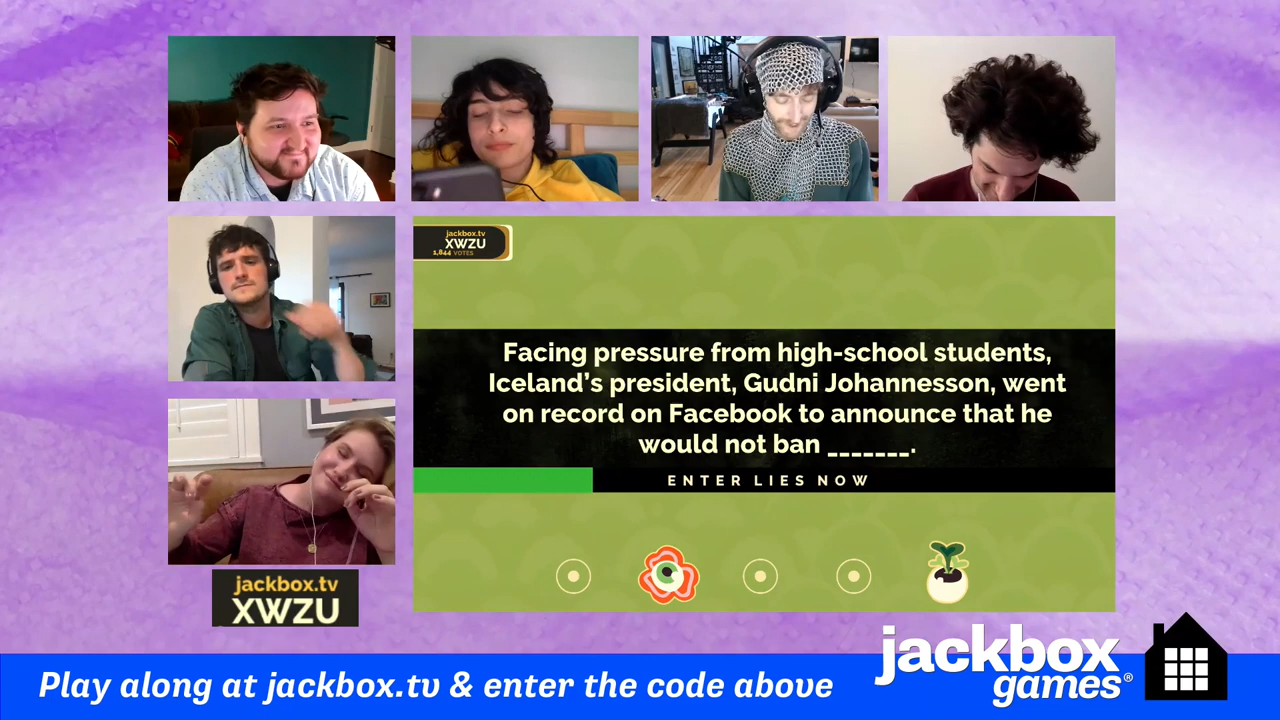 jackbox.tv
XWZU
1,844 VOTES
Facing pressure from high-school students,
Iceland's president, Gudni Johannesson, went
on record on Facebook to announce that he
would not ban _______.
ENTER LIES NOW
jackbox.tv
XWZU
Play along at jackbox.tv & enter the code above
jackbox
games®